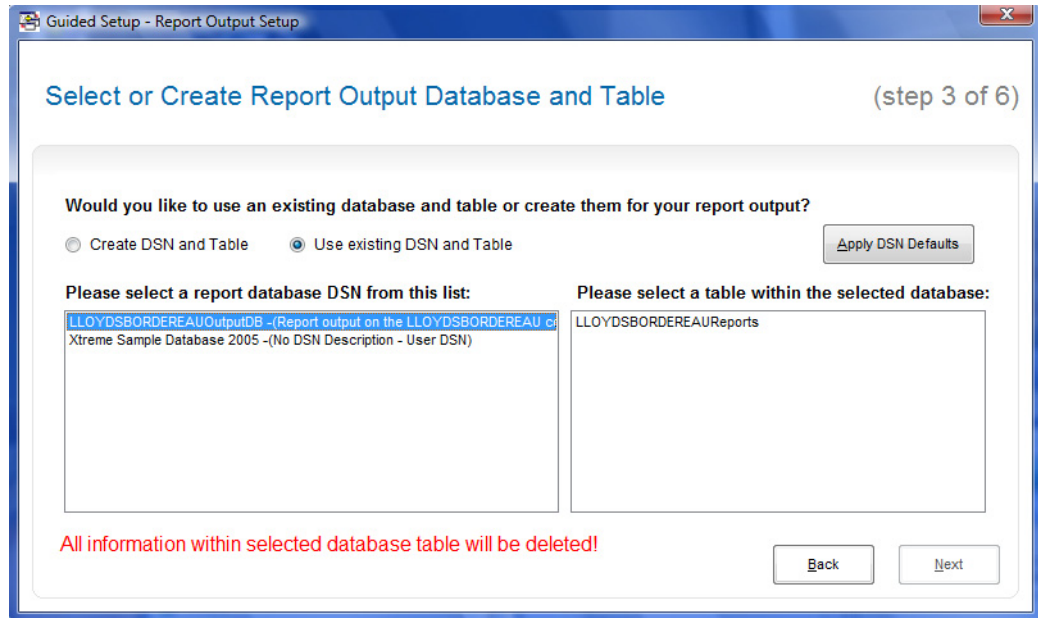 Guided Setup - Report Output Setup
Select or Create Report Output Database and Table (step 3 of 6)
Would you like to use an existing database and table or create them for your report output?
Create DSN and Table Use existing DSN and Table Apply DSN Defaults
Please select a report database DSN from this list: Please select a table within the selected database:
LLOYDSBORDEREAUOutputDB -(Report output on the LLOYDSBORDEREAU LLOYDSBORDEREAUReports
Xtreme Sample Database 2005 -(No DSN Description - User DSN)
All information within selected database table will be deleted!
Back Next